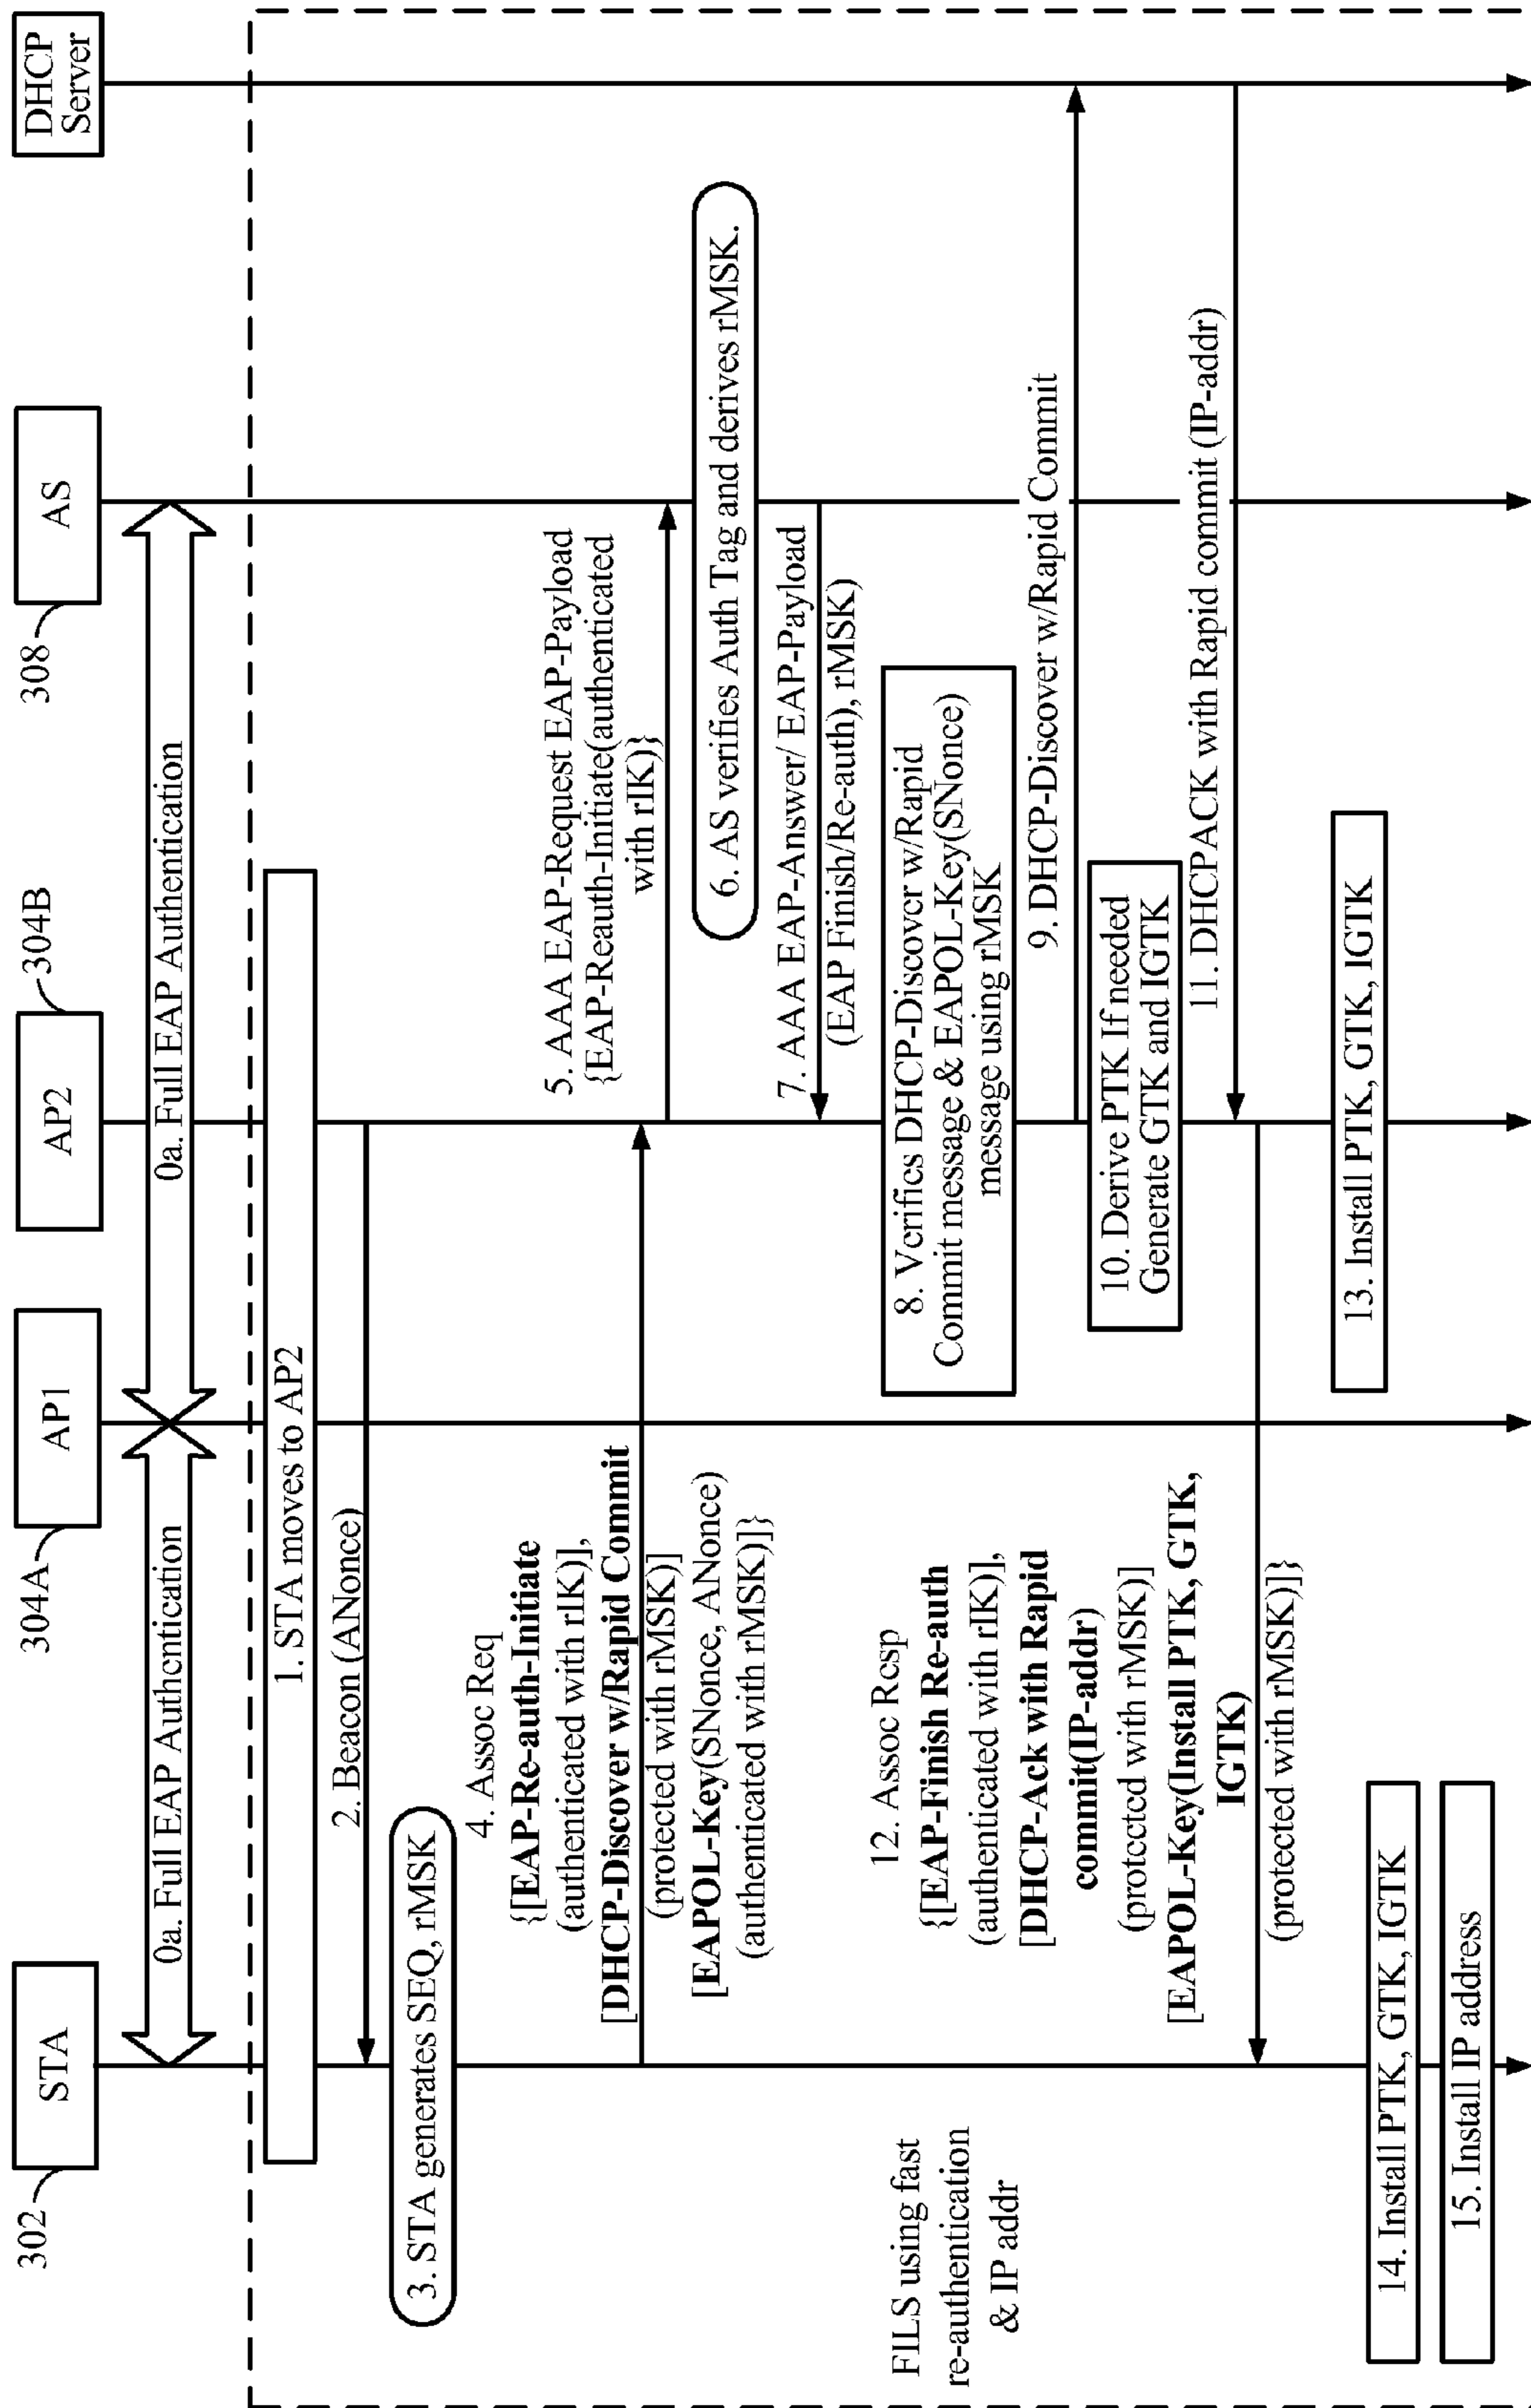 302
STA
304A
AP1
AP2
304B
308
AS
DHCP
Server
0a. Full EAP Authentication
0a. Full EAP Authentication
1. STA moves to AP2
2. Beacon (ANonce)
3. STA generates SEQ, rMSK
4. Assoc Req
{[EAP-Re-auth-Initiate
(authenticated with rIK)],
[DHCP-Discover w/Rapid Commit
(protected with rMSK)]
[EAPOL-Key(SNonce, ANonce)
(authenticated with rMSK)]}
5. AAA EAP-Request EAP-Payload
{EAP-Reauth-Initiate(authenticated
with rIK)}
6. AS verifies Auth Tag and derives rMSK.
7. AAA EAP-Answer/ EAP-Payload
(EAP Finish/Re-auth), rMSK)
8. Verifies DHCP-Discover w/Rapid
Commit message & EAPOL-Key(SNonce)
message using rMSK
9. DHCP-Discover w/Rapid Commit
10. Derive PTK If needed
Generate GTK and IGTK
11. DHCPACK with Rapid commit (IP-addr)
FILS using fast
re-authentication
& IP addr
12. Assoc Resp
{[EAP-Finish Re-auth
(authenticated with rIK)],
[DHCP-Ack with Rapid
commit(IP-addr)
(protected with rMSK)]
[EAPOL-Key(Install PTK, GTK,
IGTK)
(protected with rMSK)]}
13. Install PTK, GTK, IGTK
14. Install PTK, GTK, IGTK
15. Install IP address